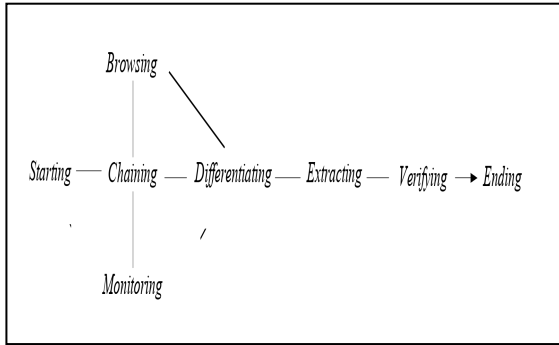 Browsing
Starting Chaining Differentiating Extracting Verifying Ending
Monitoring